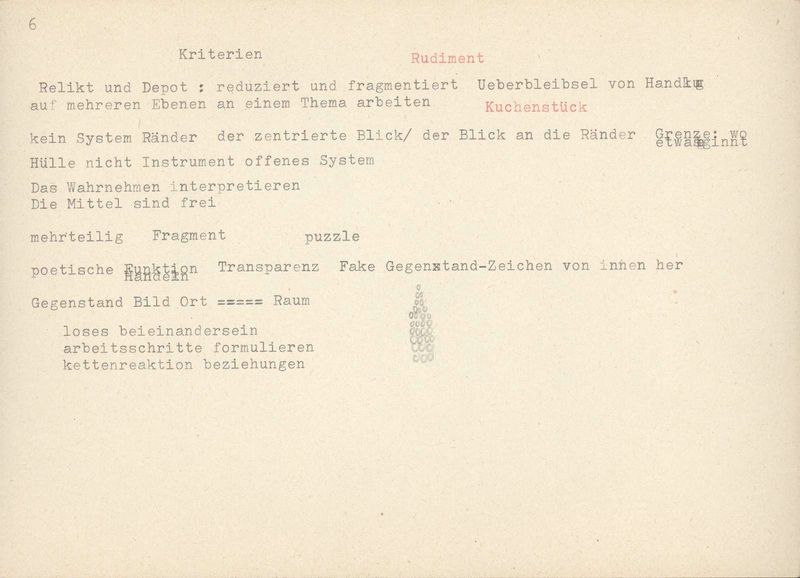 6
Kriterien Rudiment
Relikt und Depot : reduziert und fragmentiert Ueberbleibsel von Handlug
auf mehreren Ebenen an einem Thema arbeiten Kuchenstück
kein System Ränder der zentrierte Blick/ der Blick an die Ränder Grenze: wo
etwas
Hülle nicht Instrument offenes System
Das Wahrnehmen interpretieren
Die Mittel sind frei
mehrteilig Fragment puzzle
poetische Funktion Transparenz Fake Gegenstand-Zeichen von innen her
Handeln
Gegenstand Bild Ort ===== Raum
loses beieinandersein
arbeitsschritte formulieren
kettenreaktion beziehungen